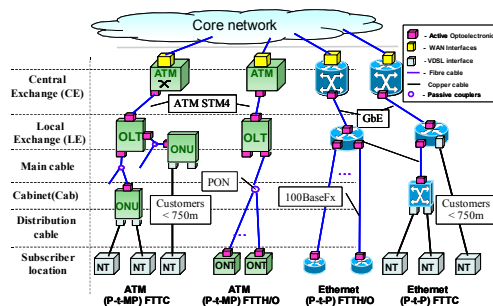 Core network
- Active Optoelectronic
- WAN Interfaces
- VDSL interface
- Fibre cable
- Copper cable
- Passive couplers
Central
Exchange (CE)
ATM
ATM
ATM STM4
GbE
Local
Exchange (LE)
OLT
ONU
OLT
Main cable
PON
...
Cabinet(Cab)
ONU
Customers
< 750m
100BaseFx
Customers
< 750m
Distribution
cable
...
Subscriber
location
NT
NT
NT
NT
ONT
ONT
NT
NT
NT
ATM
(P-t-MP) FTTC
ATM
(P-t-MP) FTTH/O
Ethernet
(P-t-P) FTTH/O
Ethernet
(P-t-P) FTTC